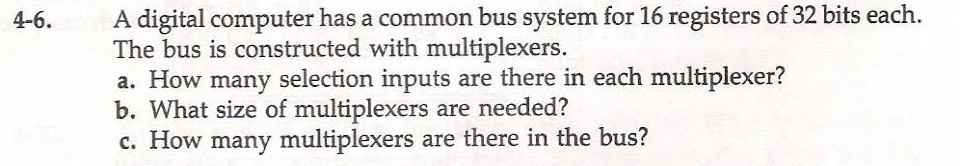 4-6. A digital computer has a common bus system for 16 registers of 32 bits each.
The bus is constructed with multiplexers.
a. How many selection inputs are there in each multiplexer?
b. What size of multiplexers are needed?
c. How many multiplexers are there in the bus?